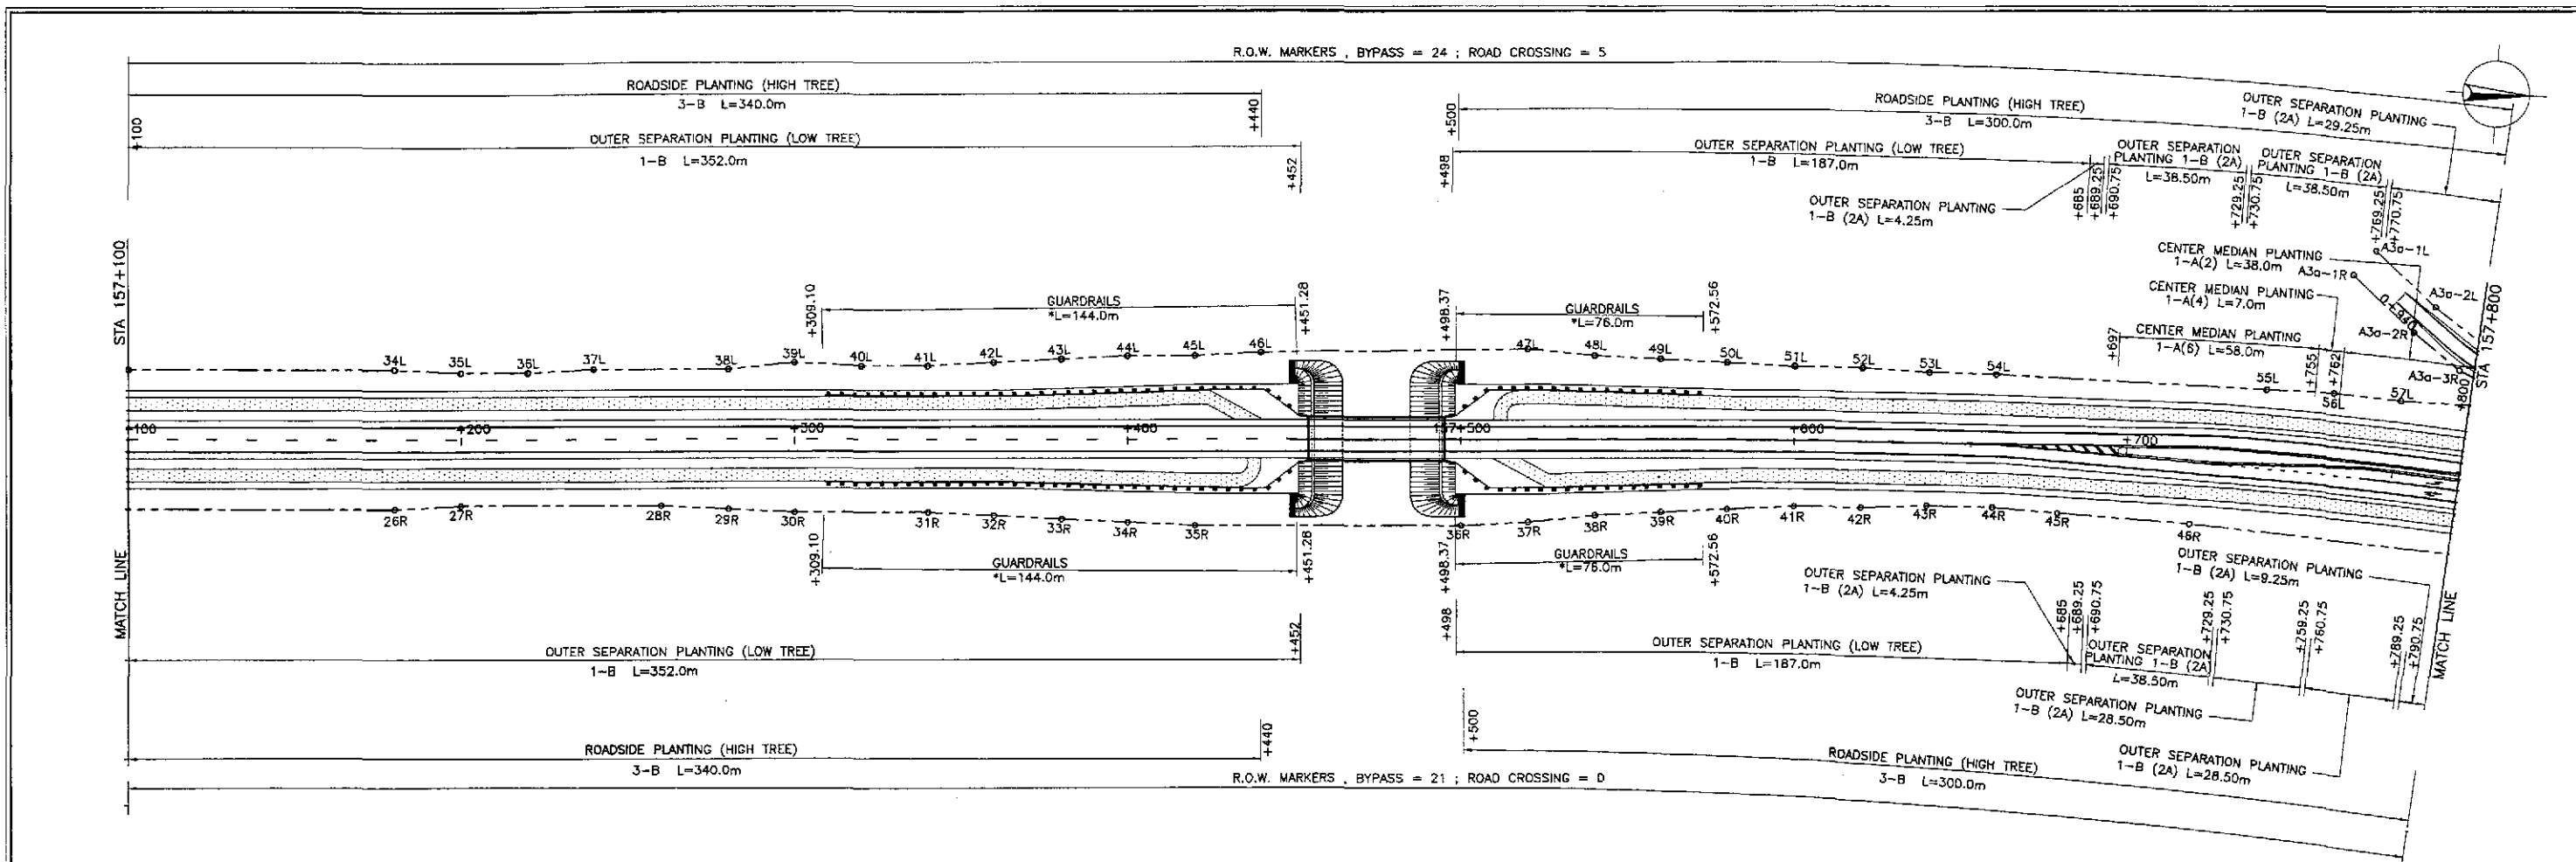 R.O.W. MARKERS , BYPASS = 24 ; ROAD CROSSING = 5
ROADSIDE PLANTING (HIGH TREE)
3-B L=340.0m
+100
+440
OUTER SEPARATION PLANTING (LOW TREE)
1-B L=352.0m
+452
+500
+498
ROADSIDE PLANTING (HIGH TREE)
3-B L=300.0m
OUTER SEPARATION PLANTING
1-B (2A) L=29.25m
OUTER SEPARATION PLANTING (LOW TREE)
1-B L=187.0m
OUTER SEPARATION
PLANTING 1-B (2A)
L=38.50m
OUTER SEPARATION
PLANTING 1-B (2A)
L=38.50m
OUTER SEPARATION PLANTING
1-B (2A) L=4.25m
+685
+689.25
+690.75
+729.25
+730.75
+769.25
+770.75
STA 157+100
MATCH LINE
+309.10
GUARDRAILS
*L=144.0m
+451.28
+498.37
GUARDRAILS
*L=76.0m
+572.56
CENTER MEDIAN PLANTING
1-A(2) L=38.0m
CENTER MEDIAN PLANTING
1-A(4) L=7.0m
CENTER MEDIAN PLANTING
1-A(6) L=58.0m
+697
+755
+762
A3a-1L
A3a-1R
A3a-2L
A3a-2R
A3a-3R
0+940
+800
STA 157+800
MATCH LINE
34L
35L
36L
37L
38L
39L
40L
41L
42L
43L
44L
45L
46L
47L
48L
49L
50L
51L
52L
53L
54L
55L
56L
57L
+100
+200
+300
+400
157+500
+600
+700
26R
27R
28R
29R
30R
31R
32R
33R
34R
35R
36R
37R
38R
39R
40R
41R
42R
43R
44R
45R
46R
+309.10
GUARDRAILS
*L=144.0m
+451.28
+498.37
GUARDRAILS
*L=76.0m
+572.56
OUTER SEPARATION PLANTING
1-B (2A) L=4.25m
OUTER SEPARATION PLANTING
1-B (2A) L=9.25m
+685
+689.25
+690.75
+729.25
+730.75
+759.25
+760.75
+789.25
+790.75
OUTER SEPARATION PLANTING (LOW TREE)
1-B L=352.0m
+452
+498
OUTER SEPARATION PLANTING (LOW TREE)
1-B L=187.0m
OUTER SEPARATION
PLANTING 1-B (2A)
L=38.50m
OUTER SEPARATION PLANTING
1-B (2A) L=28.50m
OUTER SEPARATION PLANTING
1-B (2A) L=28.50m
ROADSIDE PLANTING (HIGH TREE)
3-B L=340.0m
+440
+500
ROADSIDE PLANTING (HIGH TREE)
3-B L=300.0m
R.O.W. MARKERS , BYPASS = 21 ; ROAD CROSSING = 0